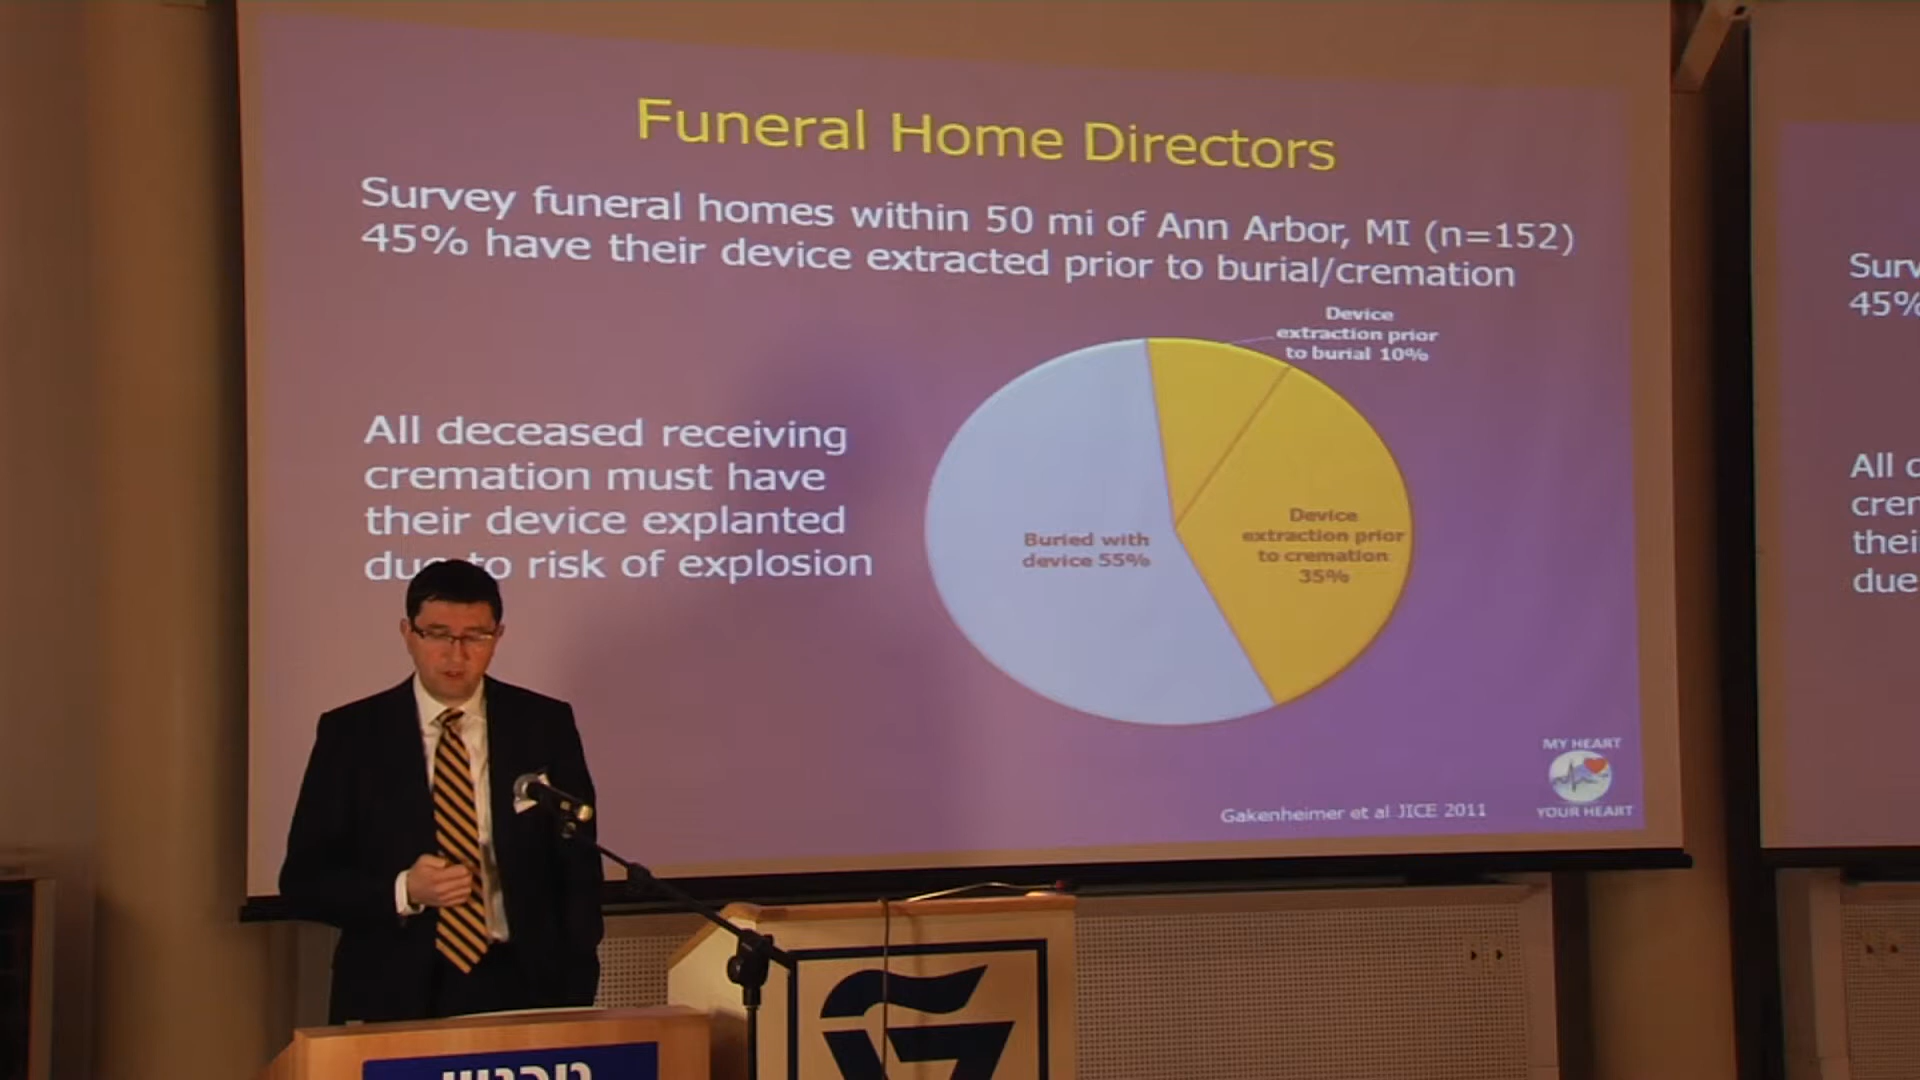 Funeral Home Directors
Survey funeral homes within 50 mi of Ann Arbor, MI (n=152)
45% have their device extracted prior to burial/cremation
All deceased receiving
cremation must have
their device explanted
due to risk of explosion
Device
extraction prior
to burial 10%
Buried with
device 55%
Device
extraction prior
to cremation
35%
Gakenheimer et al JICE 2011
MY HEART
YOUR HEART
Surv
45%
All
crem
thei
due
טכניון